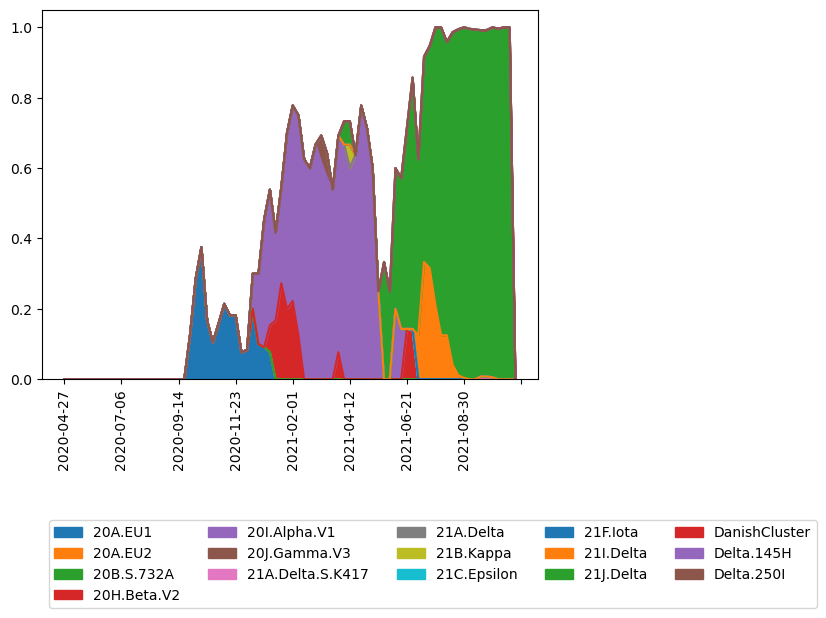 1.0
0.8
0.6
0.4
0.2
0.0
2020-04-27 2020-07-06 2020-09-14 2020-11-23 2021-02-01 2021-04-12 2021-06-21 2021-08-30
20A.EU1 20I.Alpha.V1 21A.Delta 21F.Iota DanishCluster
20A.EU2 20J.Gamma.V3 21B.Kappa 21I.Delta Delta.145H
20B.S.732A 21A.Delta.S.K417 21C.Epsilon 21J.Delta Delta.250I
20H.Beta.V2